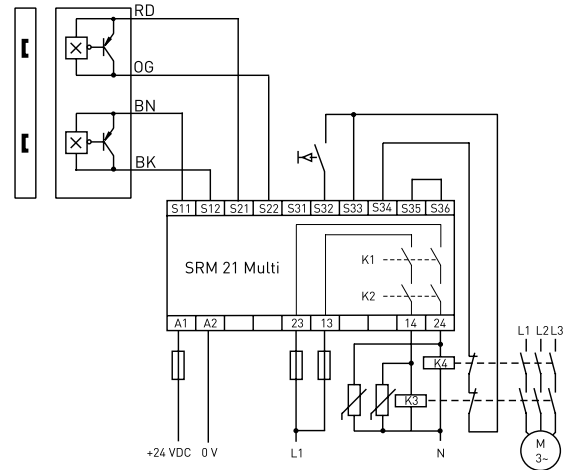 RD
OG
BN
BK
S11 S12 S21 S22 S31 S32 S33 S34 S35 S36
K1
SRM 21 Multi
K2
A1 A2 23 13 14 24
L1 L2 L3
K4
K3
M
3~
+24 VDC 0 V L1 N